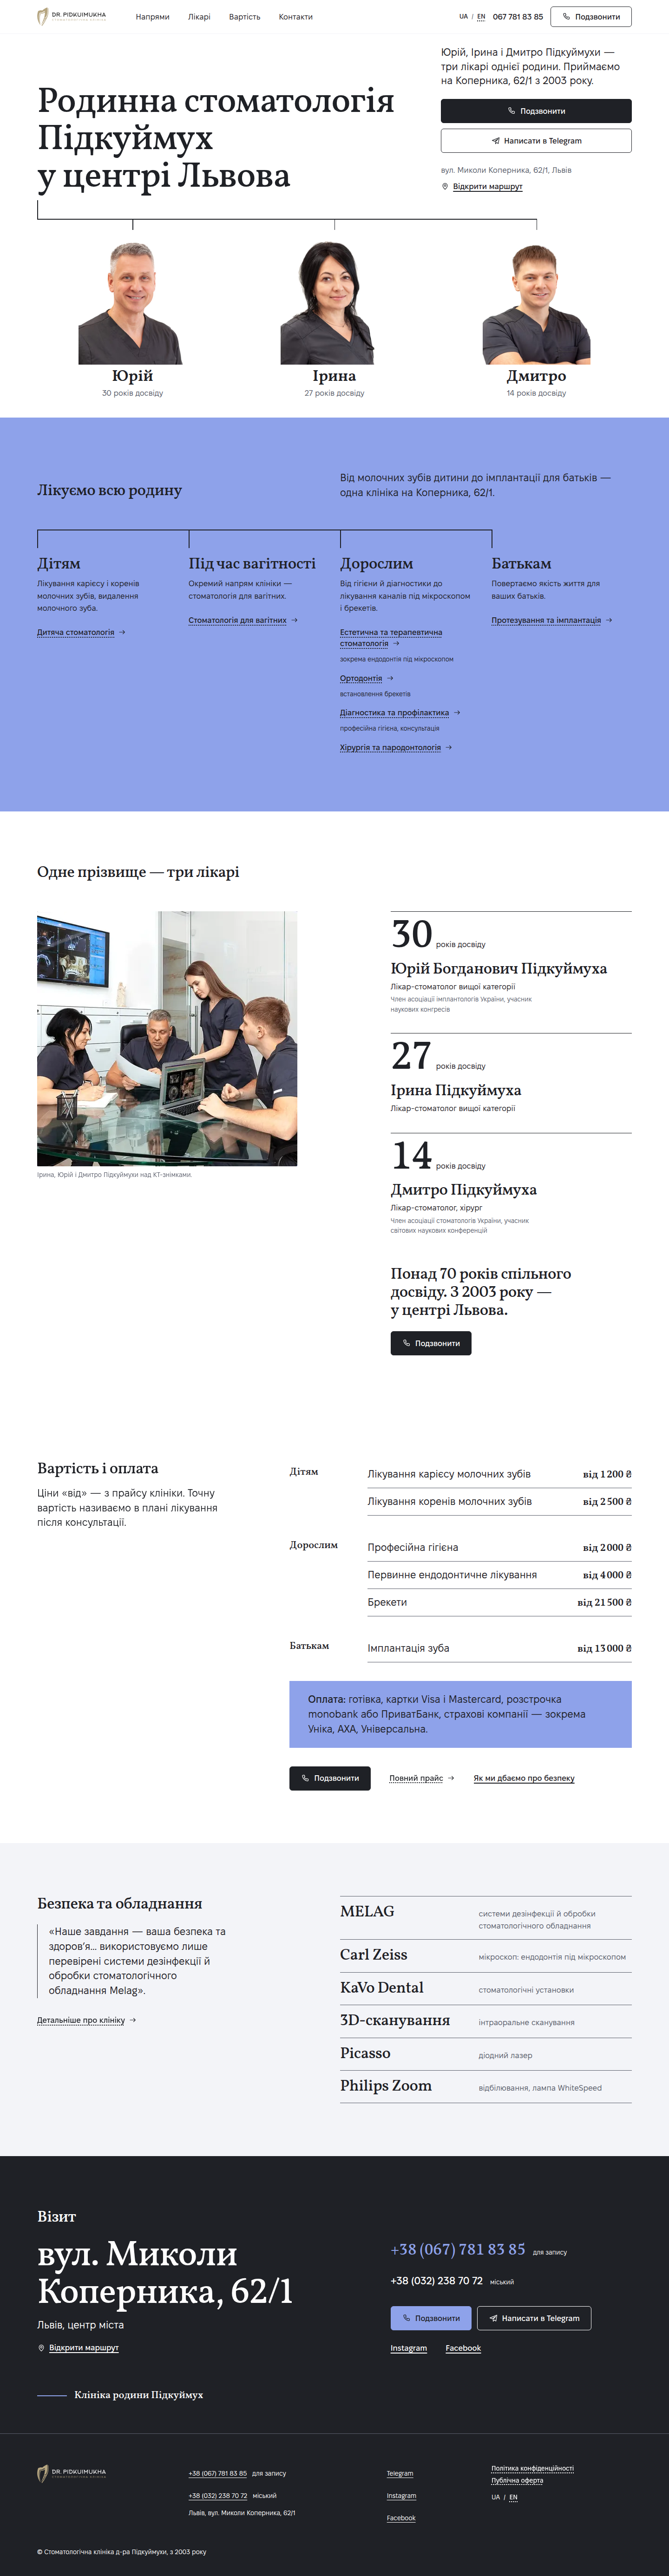 DR. PIDKUIMUKHA
Напрями
Лікарі
Вартість
Контакти
UA / EN
067 781 83 85
Подзвонити
Родинна стоматологія
Підкуймух
у центрі Львова
Юрій, Ірина і Дмитро Підкуймухи —
три лікарі однієї родини. Приймаємо
на Коперника, 62/1 з 2003 року.
Подзвонити
Написати в Telegram
вул. Миколи Коперника, 62/1, Львів
Відкрити маршрут
Юрій
30 років досвіду
Ірина
27 років досвіду
Дмитро
14 років досвіду
Лікуємо всю родину
Від молочних зубів дитини до імплантації для батьків —
одна клініка на Коперника, 62/1.
Дітям
Лікування карієсу і коренів
молочних зубів, видалення
молочного зуба.
Дитяча стоматологія →
Під час вагітності
Окремий напрям клініки —
стоматологія для вагітних.
Стоматологія для вагітних →
Дорослим
Від гігієни й діагностики до
лікування каналів під мікроскопом
і брекетів.
Естетична та терапевтична
стоматологія →
зокрема ендодонтія під мікроскопом
Ортодонтія →
встановлення брекетів
Діагностика та профілактика →
професійна гігієна, консультація
Хірургія та пародонтологія →
Батькам
Повертаємо якість життя для
ваших батьків.
Протезування та імплантація →
Одне прізвище — три лікарі
Ірина, Юрій і Дмитро Підкуймухи над КТ-знімками.
30 років досвіду
Юрій Богданович Підкуймуха
Лікар-стоматолог вищої категорії
Член асоціації імплантологів України, учасник
наукових конгресів
27 років досвіду
Ірина Підкуймуха
Лікар-стоматолог вищої категорії
14 років досвіду
Дмитро Підкуймуха
Лікар-стоматолог, хірург
Член асоціації стоматологів України, учасник
світових наукових конференцій
Понад 70 років спільного
досвіду. З 2003 року —
у центрі Львова.
Подзвонити
Вартість і оплата
Ціни «від» — з прайсу клініки. Точну
вартість називаємо в плані лікування
після консультації.
Дітям
Лікування карієсу молочних зубів від 1 200 ₴
Лікування коренів молочних зубів від 2 500 ₴
Дорослим
Професійна гігієна від 2 000 ₴
Первинне ендодонтичне лікування від 4 000 ₴
Брекети від 21 500 ₴
Батькам
Імплантація зуба від 13 000 ₴
Оплата: готівка, картки Visa і Mastercard, розстрочка
monobank або ПриватБанк, страхові компанії — зокрема
Уніка, AXA, Універсальна.
Подзвонити
Повний прайс →
Як ми дбаємо про безпеку
Безпека та обладнання
«Наше завдання — ваша безпека та
здоров'я... використовуємо лише
перевірені системи дезінфекції й
обробки стоматологічного
обладнання Melag».
Детальніше про клініку →
MELAG
системи дезінфекції й обробки
стоматологічного обладнання
Carl Zeiss
мікроскоп: ендодонтія під мікроскопом
KaVo Dental
стоматологічні установки
3D-сканування
інтраоральне сканування
Picasso
діодний лазер
Philips Zoom
відбілювання, лампа WhiteSpeed
Візит
вул. Миколи
Коперника, 62/1
Львів, центр міста
Відкрити маршрут
+38 (067) 781 83 85 для запису
+38 (032) 238 70 72 міський
Подзвонити
Написати в Telegram
Instagram
Facebook
Клініка родини Підкуймух
DR. PIDKUIMUKHA
+38 (067) 781 83 85 для запису
+38 (032) 238 70 72 міський
Львів, вул. Миколи Коперника, 62/1
Telegram
Instagram
Facebook
Політика конфіденційності
Публічна оферта
UA / EN
© Стоматологічна клініка д-ра Підкуймухи, з 2003 року